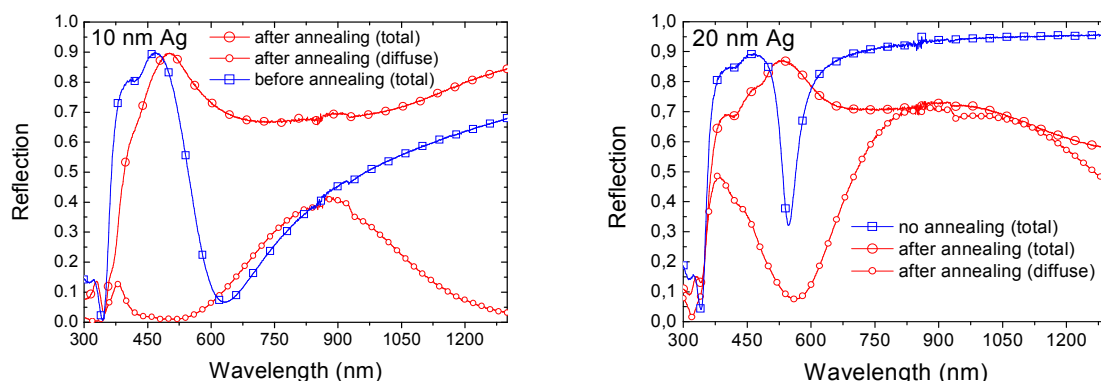 10 nm Ag
after annealing (total)
after annealing (diffuse)
before annealing (total)
1.0
0.9
0.8
0.7
0.6
0.5
0.4
0.3
0.2
0.1
0.0
Reflection
300 450 600 750 900 1050 1200
Wavelength (nm)
20 nm Ag
no annealing (total)
after annealing (total)
after annealing (diffuse)
1,0
0,9
0,8
0,7
0,6
0,5
0,4
0,3
0,2
0,1
0,0
Reflection
300 450 600 750 900 1050 1200
Wavelength (nm)